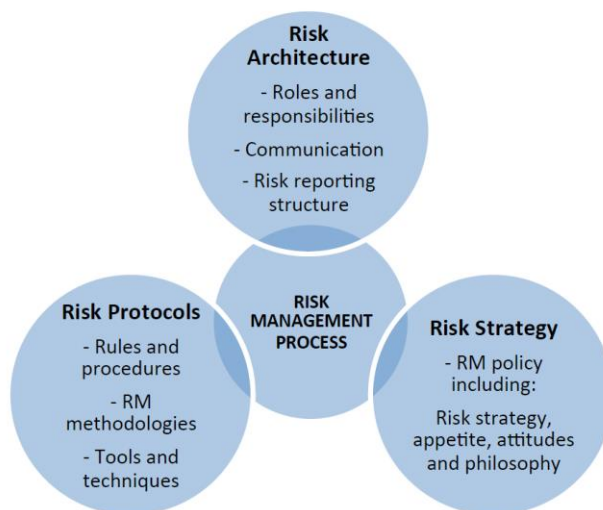 Risk
Architecture
- Roles and
responsibilities
- Communication
- Risk reporting
structure
RISK
MANAGEMENT
PROCESS
Risk Protocols
- Rules and
procedures
- RM
methodologies
- Tools and
techniques
Risk Strategy
- RM policy
including:
Risk strategy,
appetite, attitudes
and philosophy